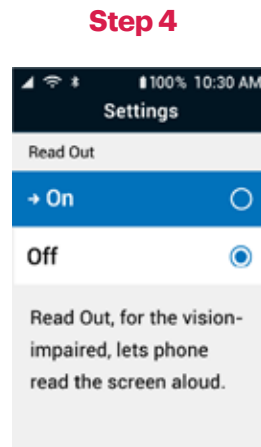 Step 4
100% 10:30 AM
Settings
Read Out
→ On
Off
Read Out, for the vision-
impaired, lets phone
read the screen aloud.